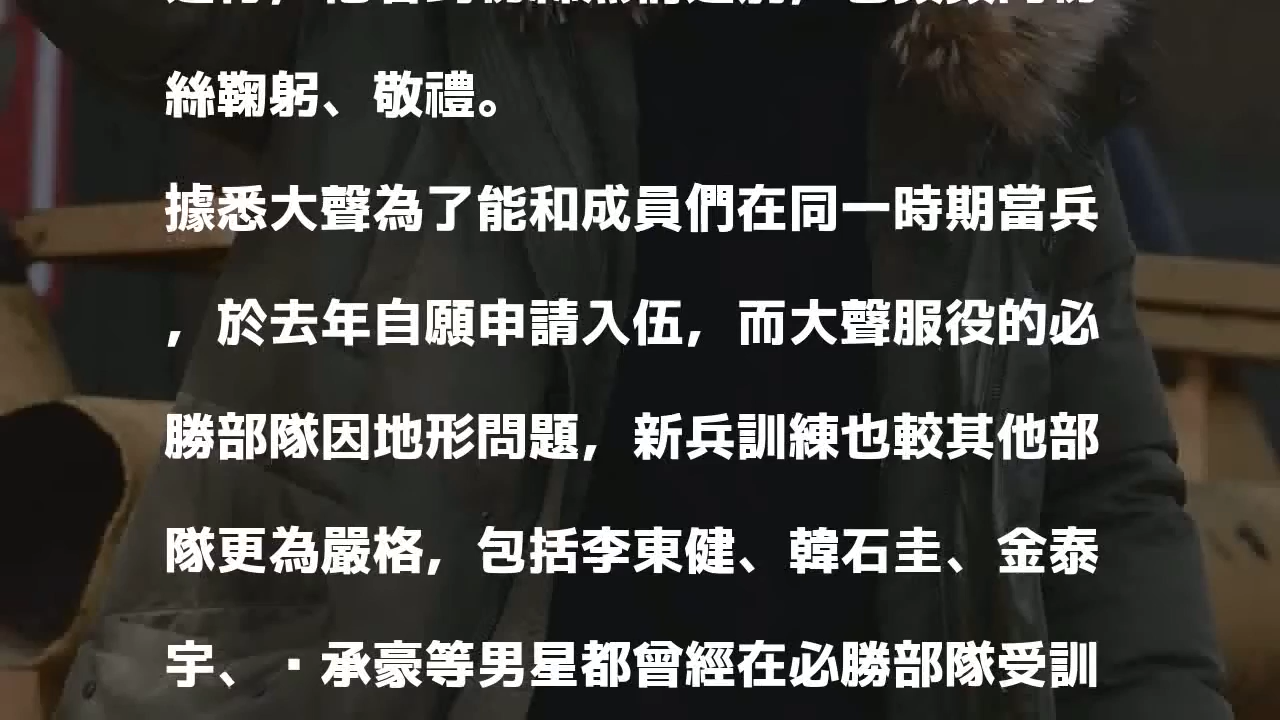 絲鞠躬、敬禮。
據悉大聲為了能和成員們在同一時期當兵
，於去年自願申請入伍，而大聲服役的必
勝部隊因地形問題，新兵訓練也較其他部
隊更為嚴格，包括李東健、韓石圭、金泰
宇、·承豪等男星都曾經在必勝部隊受訓